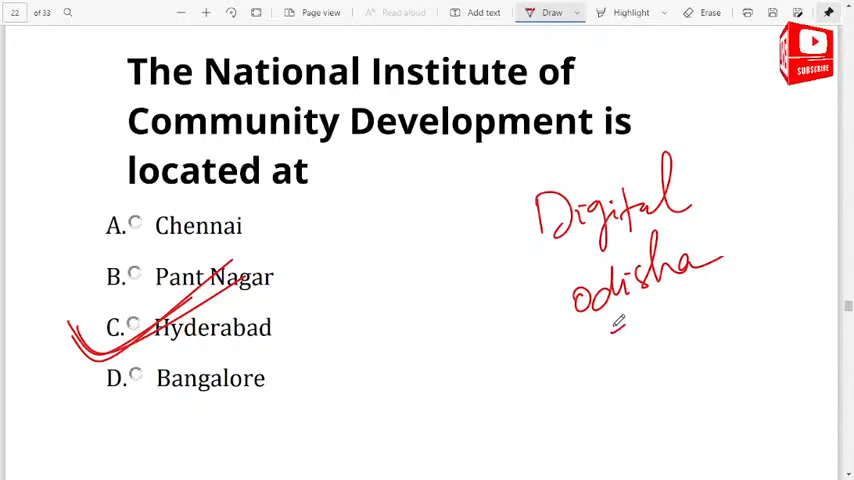 22 of 33 Page view Read aloud Add text Draw Highlight Erase
SUBSCRIBE
The National Institute of
Community Development is
located at
A. Chennai
B. Pant Nagar
C. Hyderabad
D. Bangalore
Digital
odisha